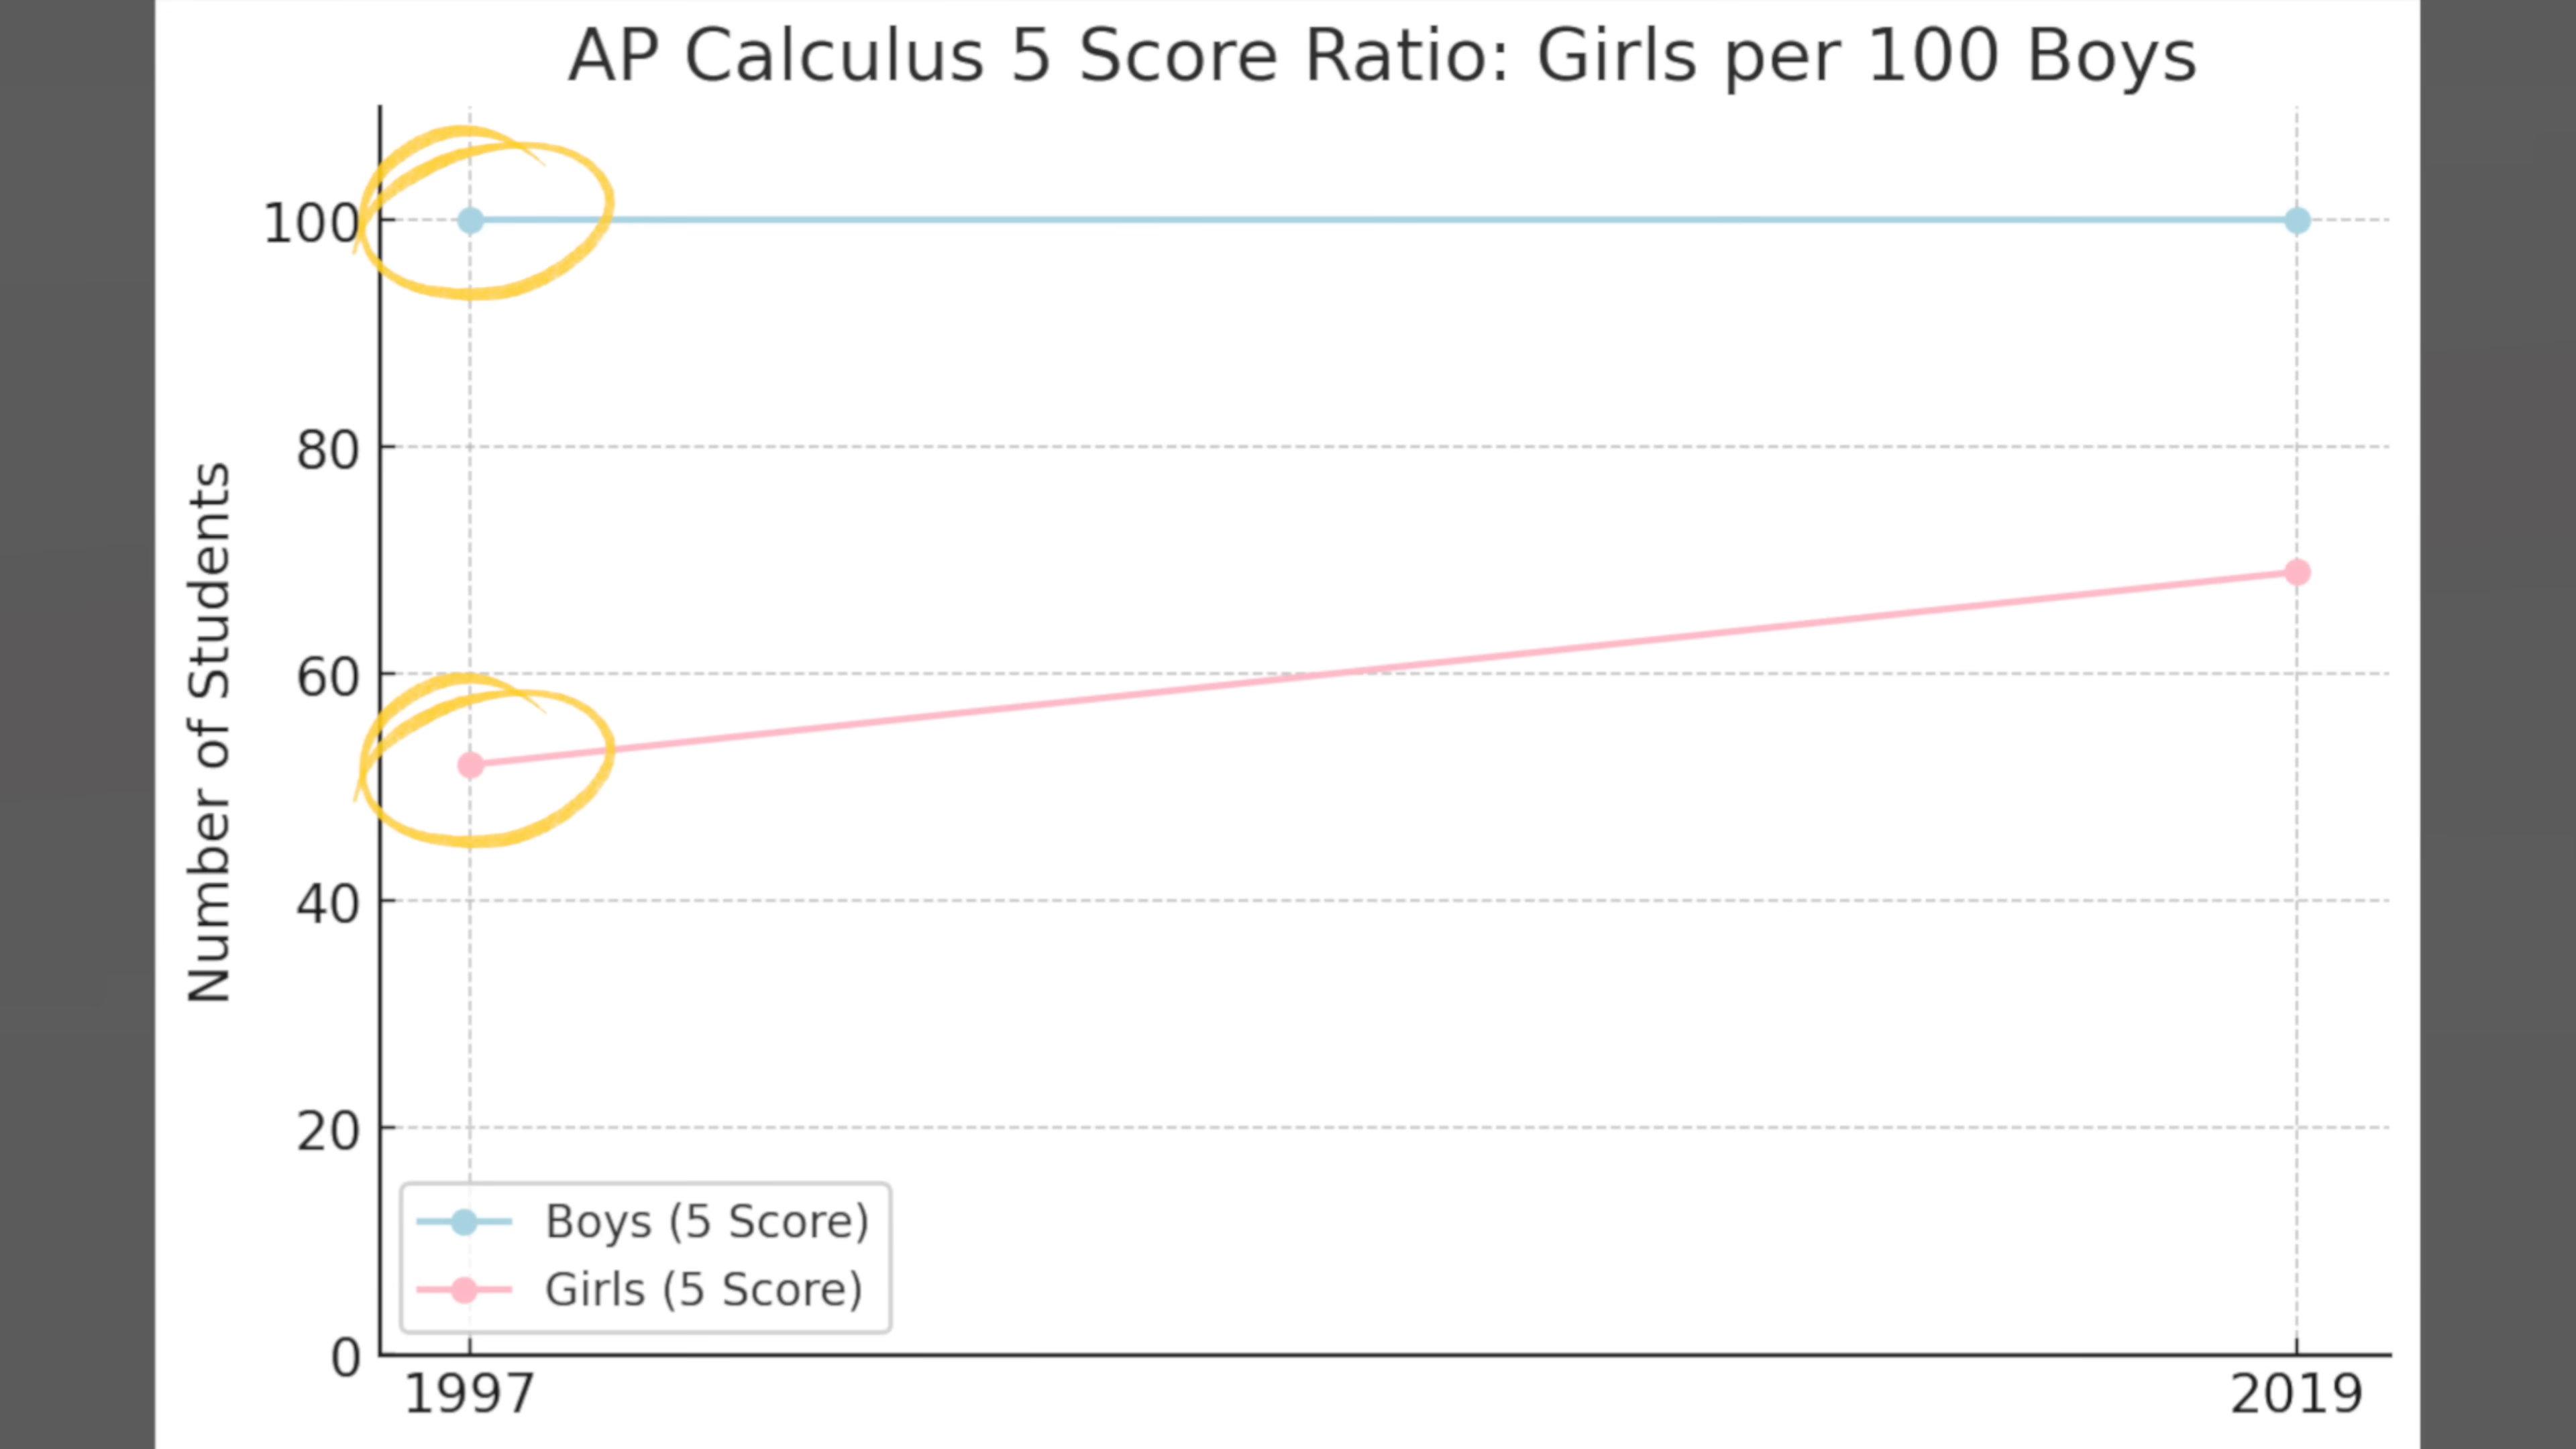 AP Calculus 5 Score Ratio: Girls per 100 Boys
Number of Students
100
80
60
40
20
0
Boys (5 Score)
Girls (5 Score)
1997
2019